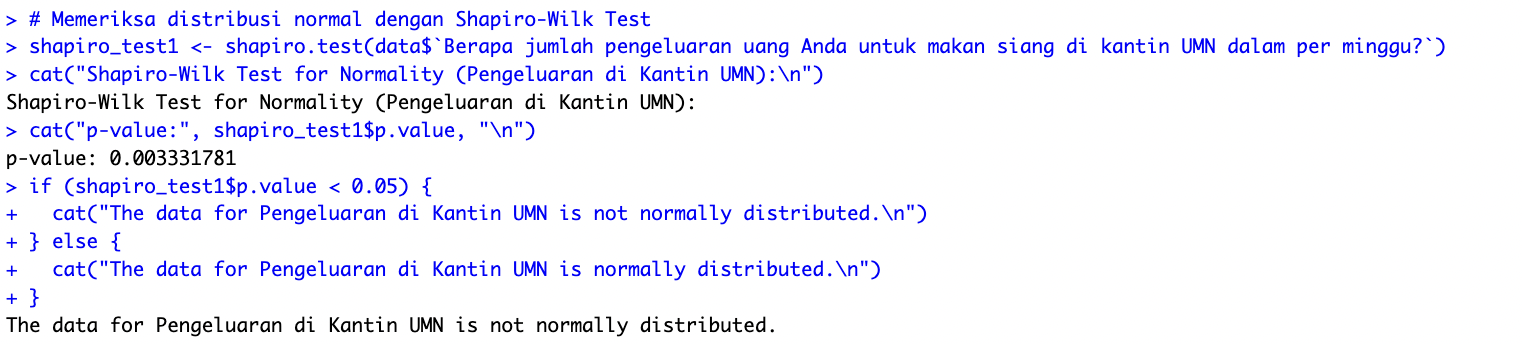 > # Memeriksa distribusi normal dengan Shapiro-Wilk Test
> shapiro_test1 <- shapiro.test(data$`Berapa jumlah pengeluaran uang Anda untuk makan siang di kantin UMN dalam per minggu?`)
> cat("Shapiro-Wilk Test for Normality (Pengeluaran di Kantin UMN):\n")
Shapiro-Wilk Test for Normality (Pengeluaran di Kantin UMN):
> cat("p-value:", shapiro_test1$p.value, "\n")
p-value: 0.003331781
> if (shapiro_test1$p.value < 0.05) {
+   cat("The data for Pengeluaran di Kantin UMN is not normally distributed.\n")
+ } else {
+   cat("The data for Pengeluaran di Kantin UMN is normally distributed.\n")
+ }
The data for Pengeluaran di Kantin UMN is not normally distributed.